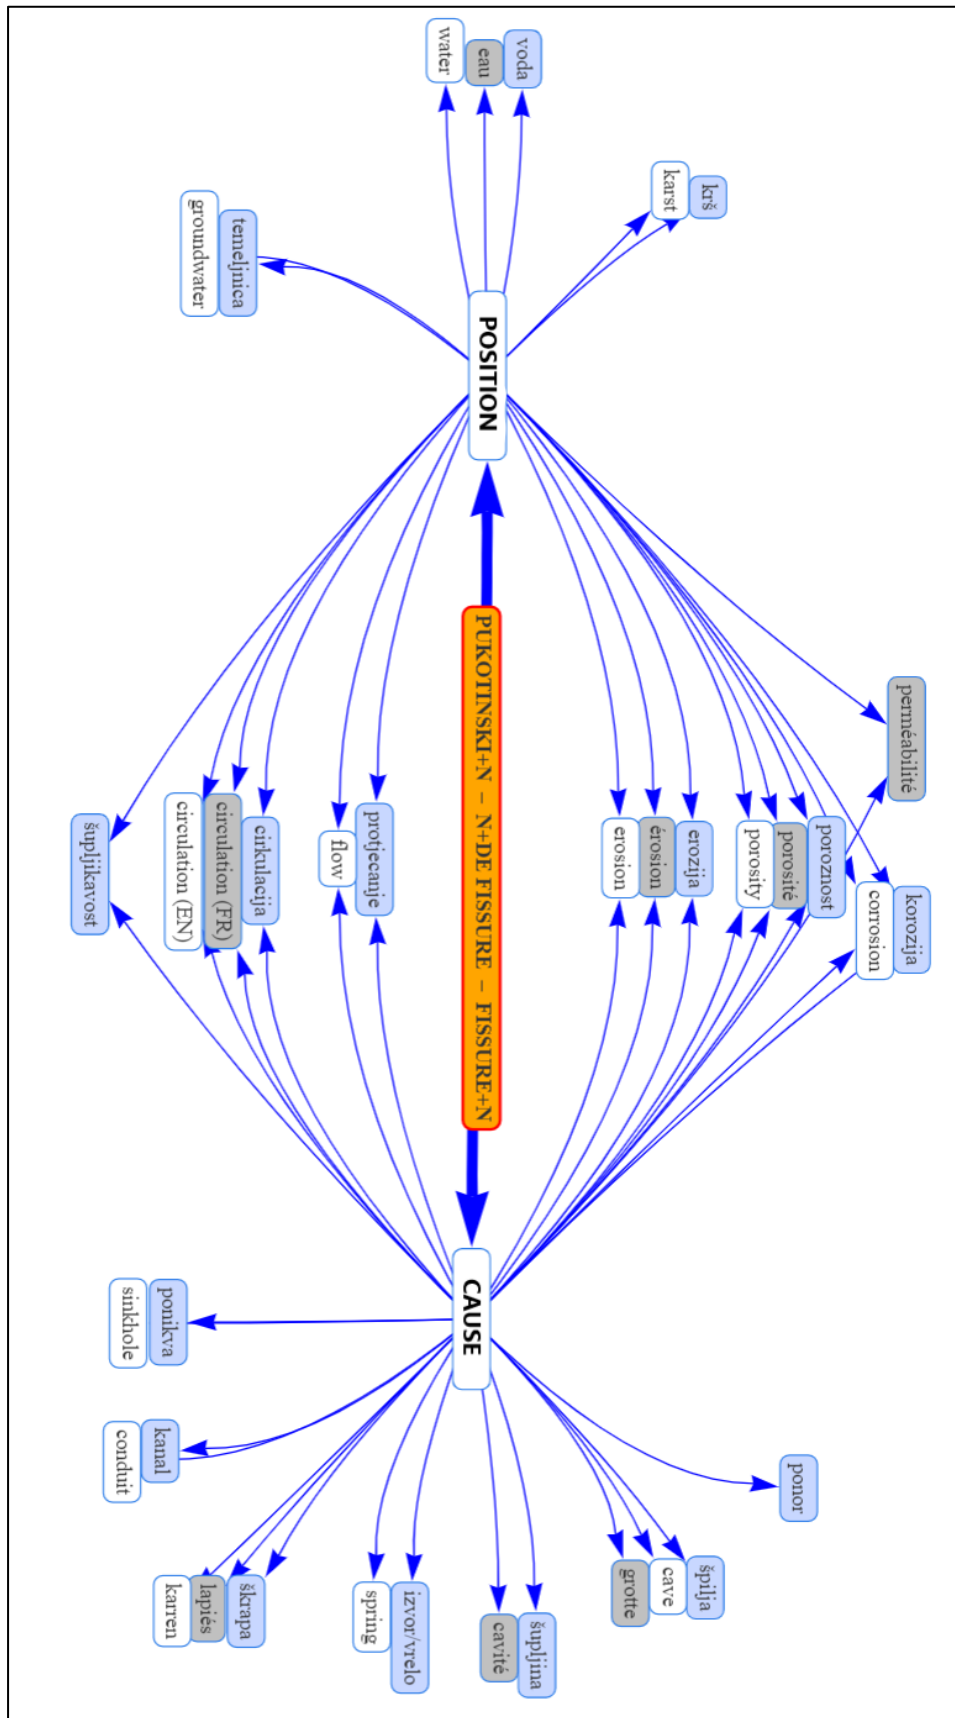 voda
eau
water
krš
karst
temeljnica
groundwater
POSITION
perméabilité
korozija
corrosion
poroznost
porosité
porosity
erozija
érosion
erosion
PUKOTINSKI+N – N+DE FISSURE – FISSURE+N
protjecanje
flow
cirkulacija
circulation (FR)
circulation (EN)
šupljikavost
CAUSE
ponor
špilja
cave
grotte
šupljina
cavité
izvor/vrelo
spring
škrapa
lapiés
karren
kanal
conduit
ponikva
sinkhole